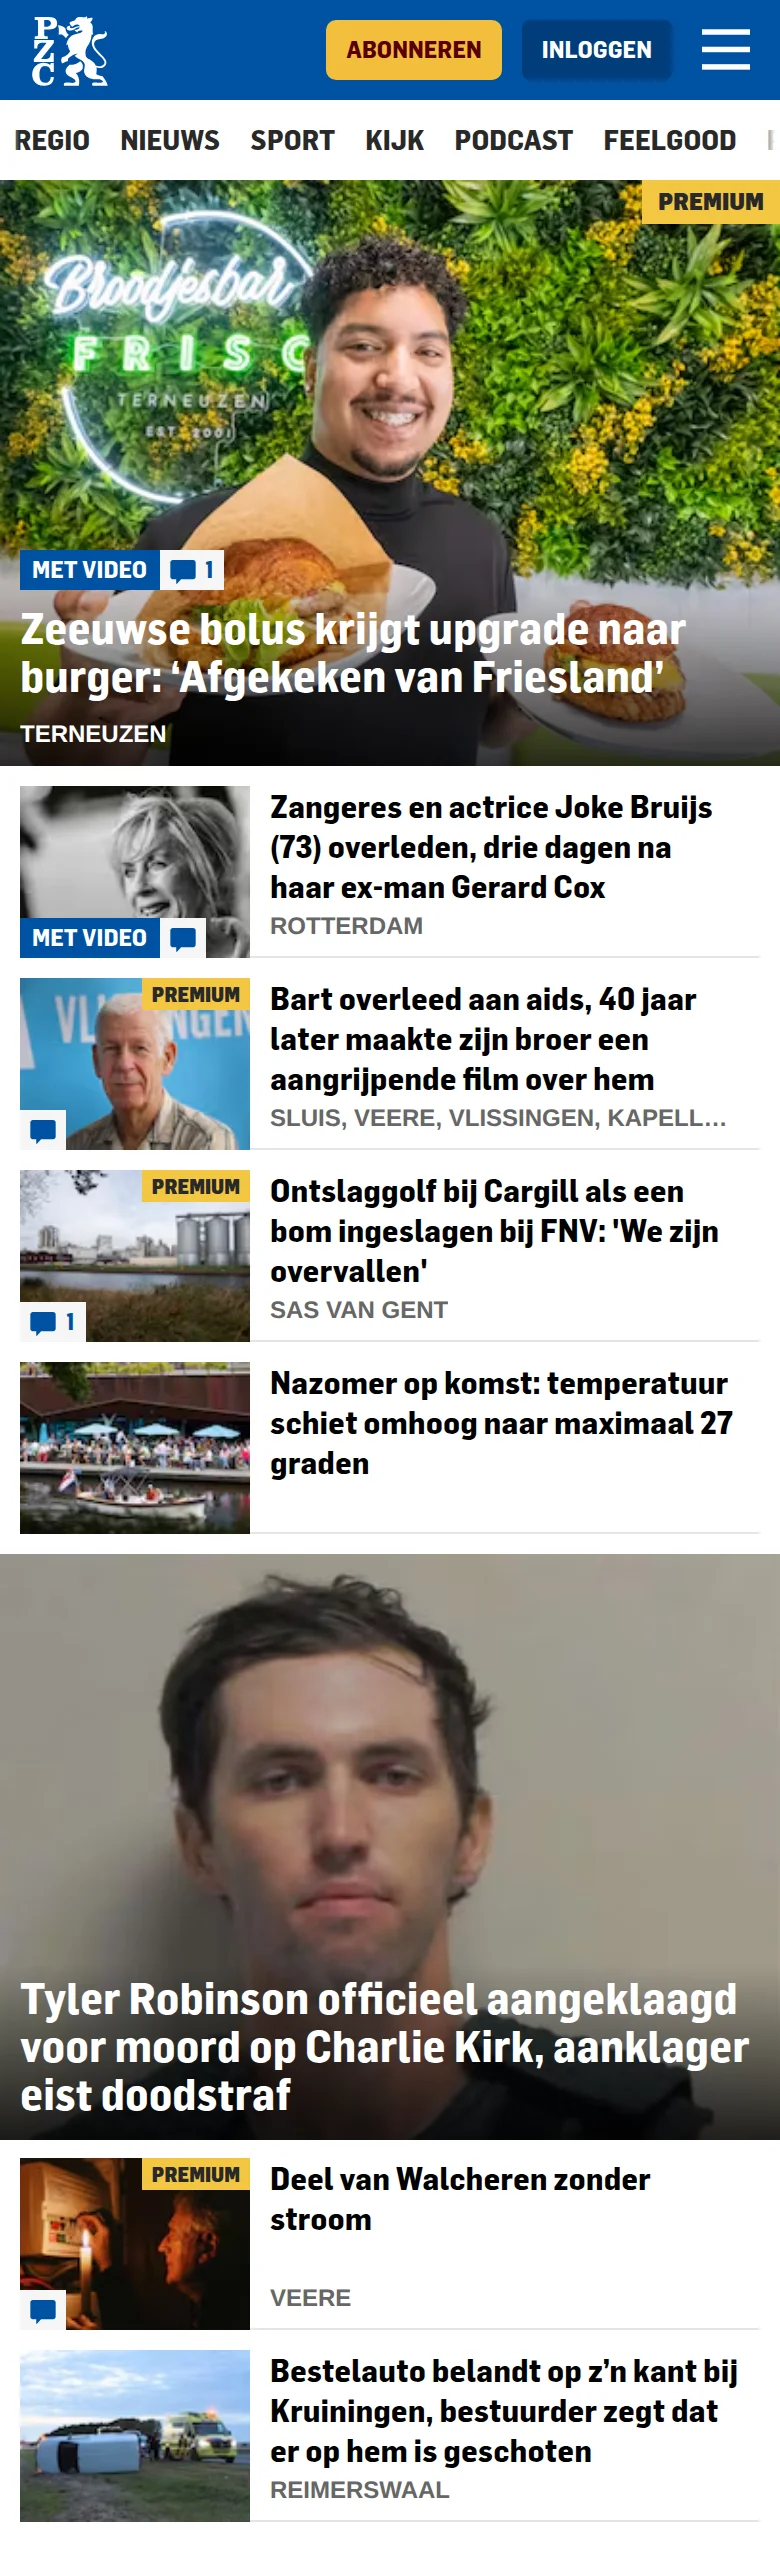 P
Z
C
ABONNEREN
INLOGGEN
REGIO NIEUWS SPORT KIJK PODCAST FEELGOOD
PREMIUM
Broodjesbar
FRISC
TERNEUZEN
EST 2001
MET VIDEO 1
Zeeuwse bolus krijgt upgrade naar
burger: ‘Afgekeken van Friesland’
TERNEUZEN
Zangeres en actrice Joke Bruijs
(73) overleden, drie dagen na
haar ex-man Gerard Cox
MET VIDEO
ROTTERDAM
PREMIUM
Bart overleed aan aids, 40 jaar
later maakte zijn broer een
aangrijpende film over hem
SLUIS, VEERE, VLISSINGEN, KAPELL...
PREMIUM
Ontslaggolf bij Cargill als een
bom ingeslagen bij FNV: 'We zijn
overvallen'
1
SAS VAN GENT
Nazomer op komst: temperatuur
schiet omhoog naar maximaal 27
graden
Tyler Robinson officieel aangeklaagd
voor moord op Charlie Kirk, aanklager
eist doodstraf
PREMIUM
Deel van Walcheren zonder
stroom
VEERE
Bestelauto belandt op z’n kant bij
Kruiningen, bestuurder zegt dat
er op hem is geschoten
REIMERSWAAL